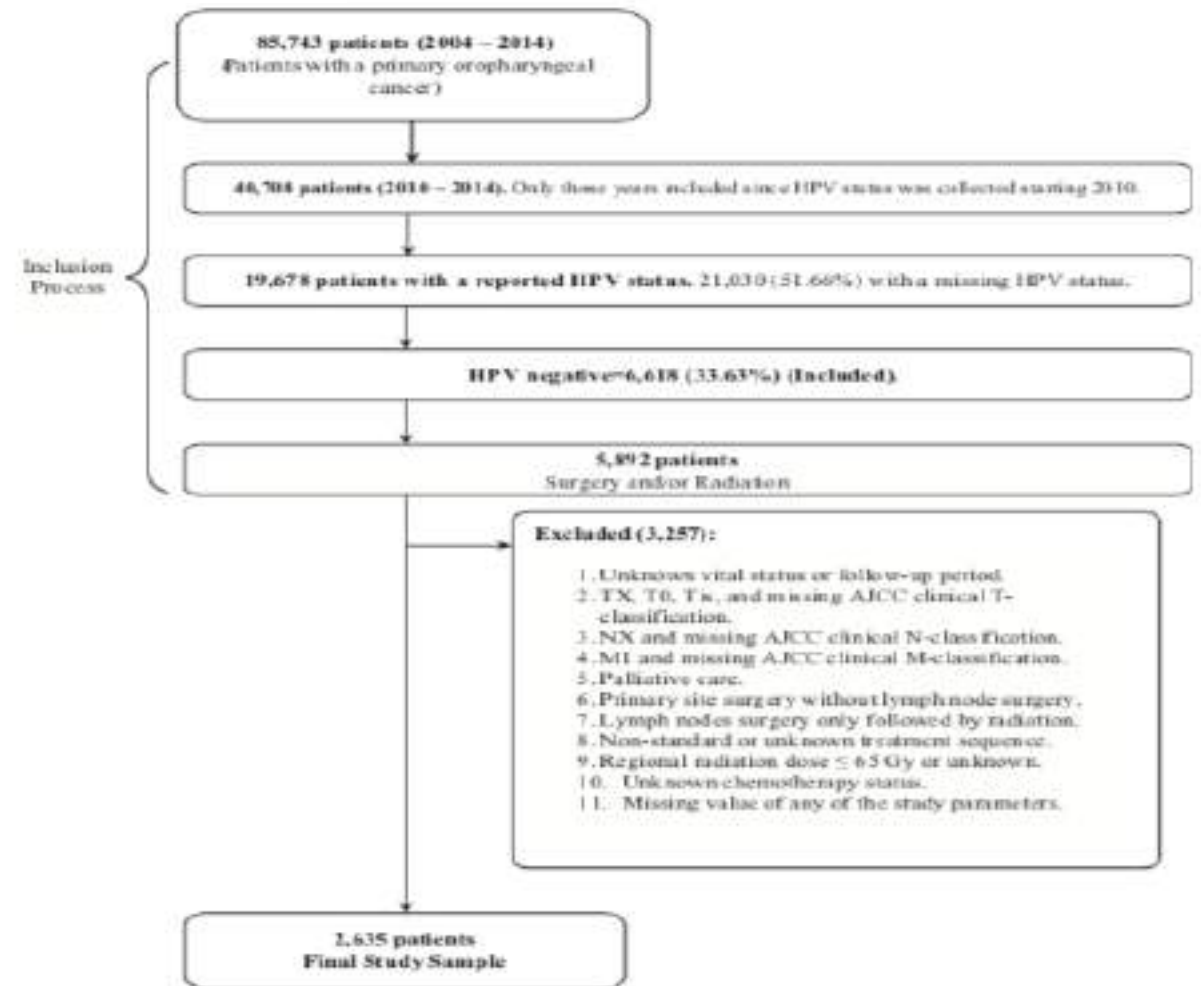 85,743 patients (2004 – 2014)
(Patients with a primary oropharyngeal
cancer)
40,708 patients (2010 – 2014). Only those years included since HPV status was collected starting 2010.
Inclusion
Process
19,678 patients with a reported HPV status. 21,030 (51.66%) with a missing HPV status.
HPV negative=6,618 (33.63%) (Included).
5,892 patients
Surgery and/or Radiation
Excluded (3,257):
1. Unknown vital status or follow-up period.
2. TX, T0, Tis, and missing AJCC clinical T-
classification.
3. NX and missing AJCC clinical N-classification.
4. M1 and missing AJCC clinical M-classification.
5. Palliative care.
6. Primary site surgery without lymph node surgery.
7. Lymph nodes surgery only followed by radiation.
8. Non-standard or unknown treatment sequence.
9. Regional radiation dose ≤ 65 Gy or unknown.
10. Unknown chemotherapy status.
11. Missing value of any of the study parameters.
2,635 patients
Final Study Sample